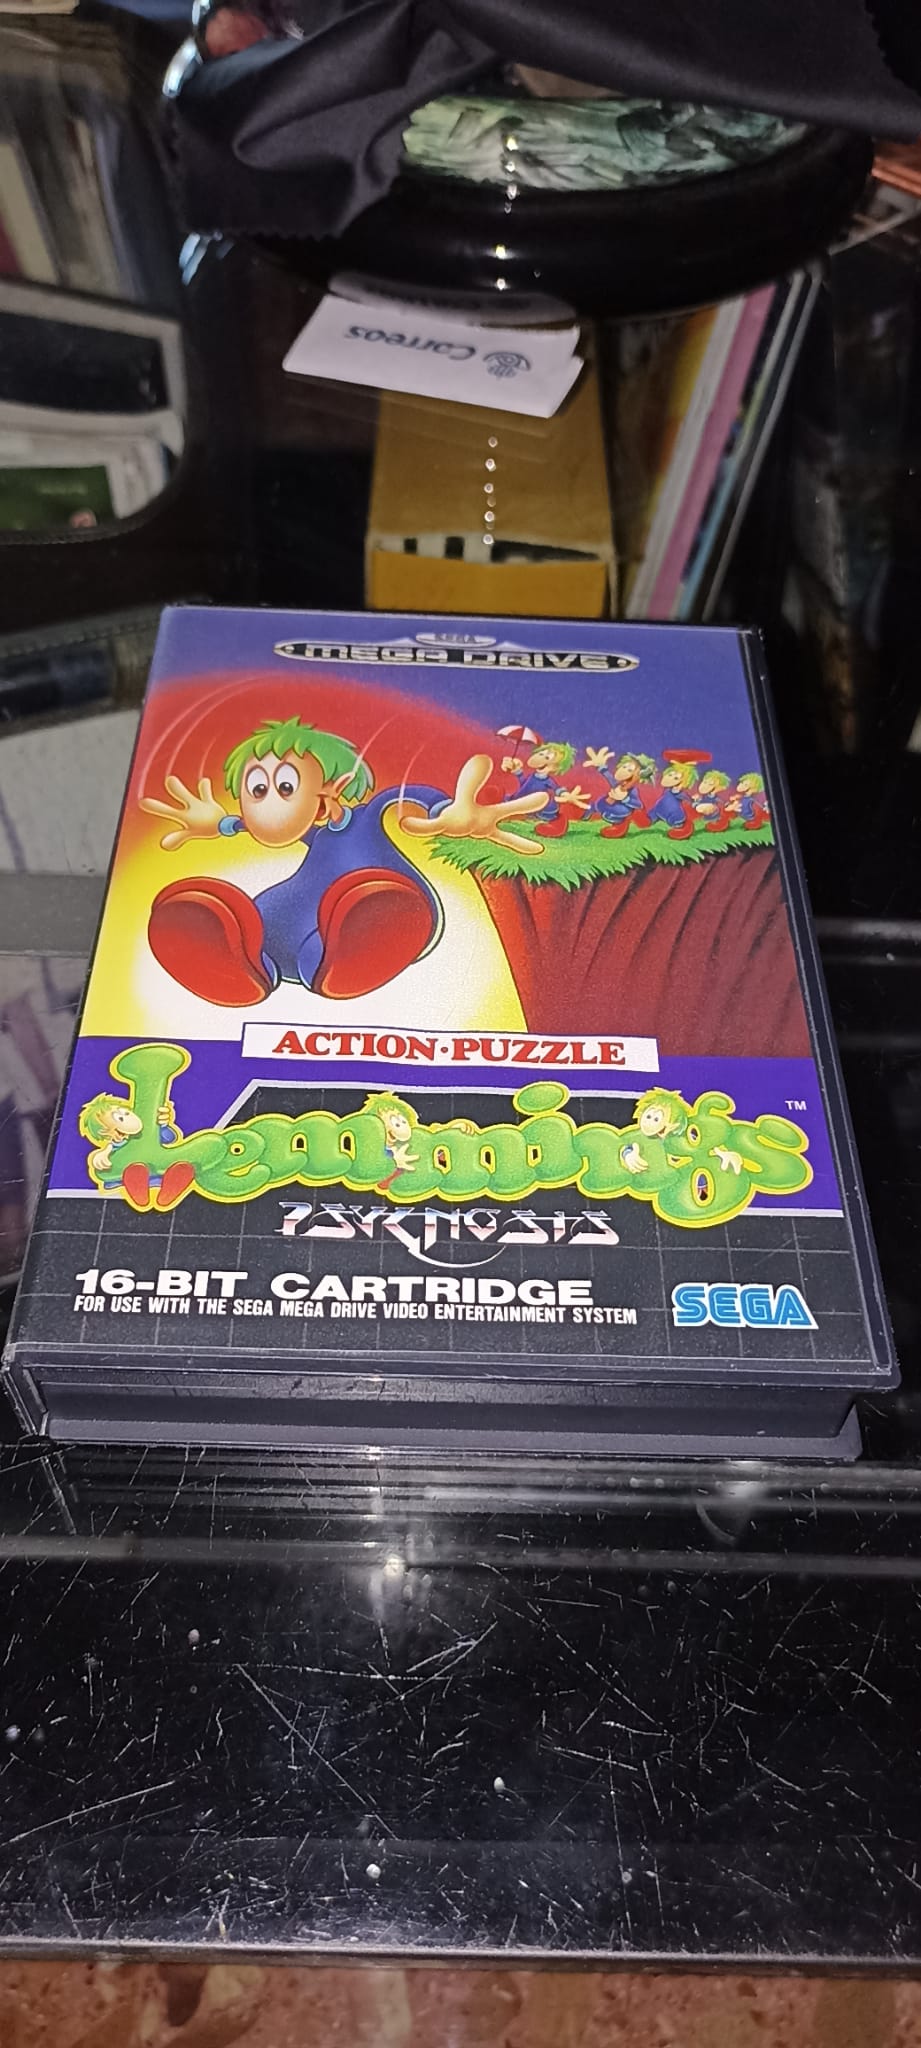 Correos
SEGA
MEGA DRIVE
ACTION·PUZZLE
Lemmings
TM
PSYGNOSIS
16-BIT CARTRIDGE
FOR USE WITH THE SEGA MEGA DRIVE VIDEO ENTERTAINMENT SYSTEM
SEGA